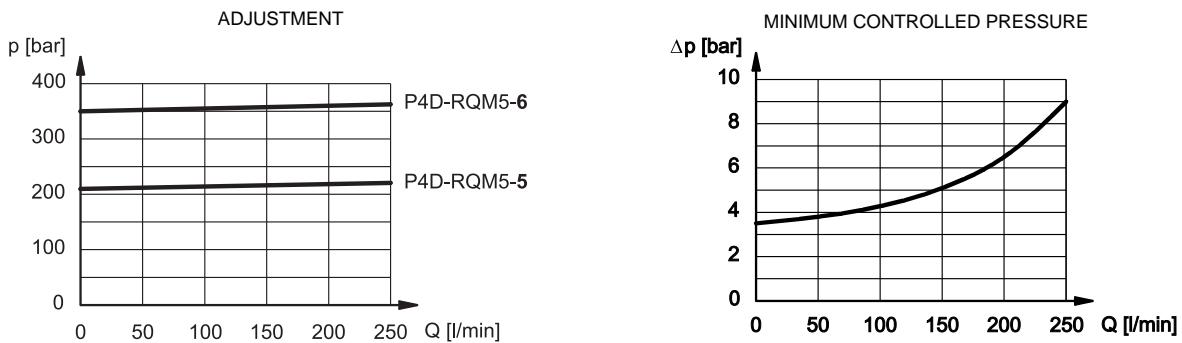 ADJUSTMENT
p [bar]
400
300
200
100
0
0 50 100 150 200 250 Q [l/min]
P4D-RQM5-6
P4D-RQM5-5
MINIMUM CONTROLLED PRESSURE
Δp [bar]
10
8
6
4
2
0
0 50 100 150 200 250 Q [l/min]